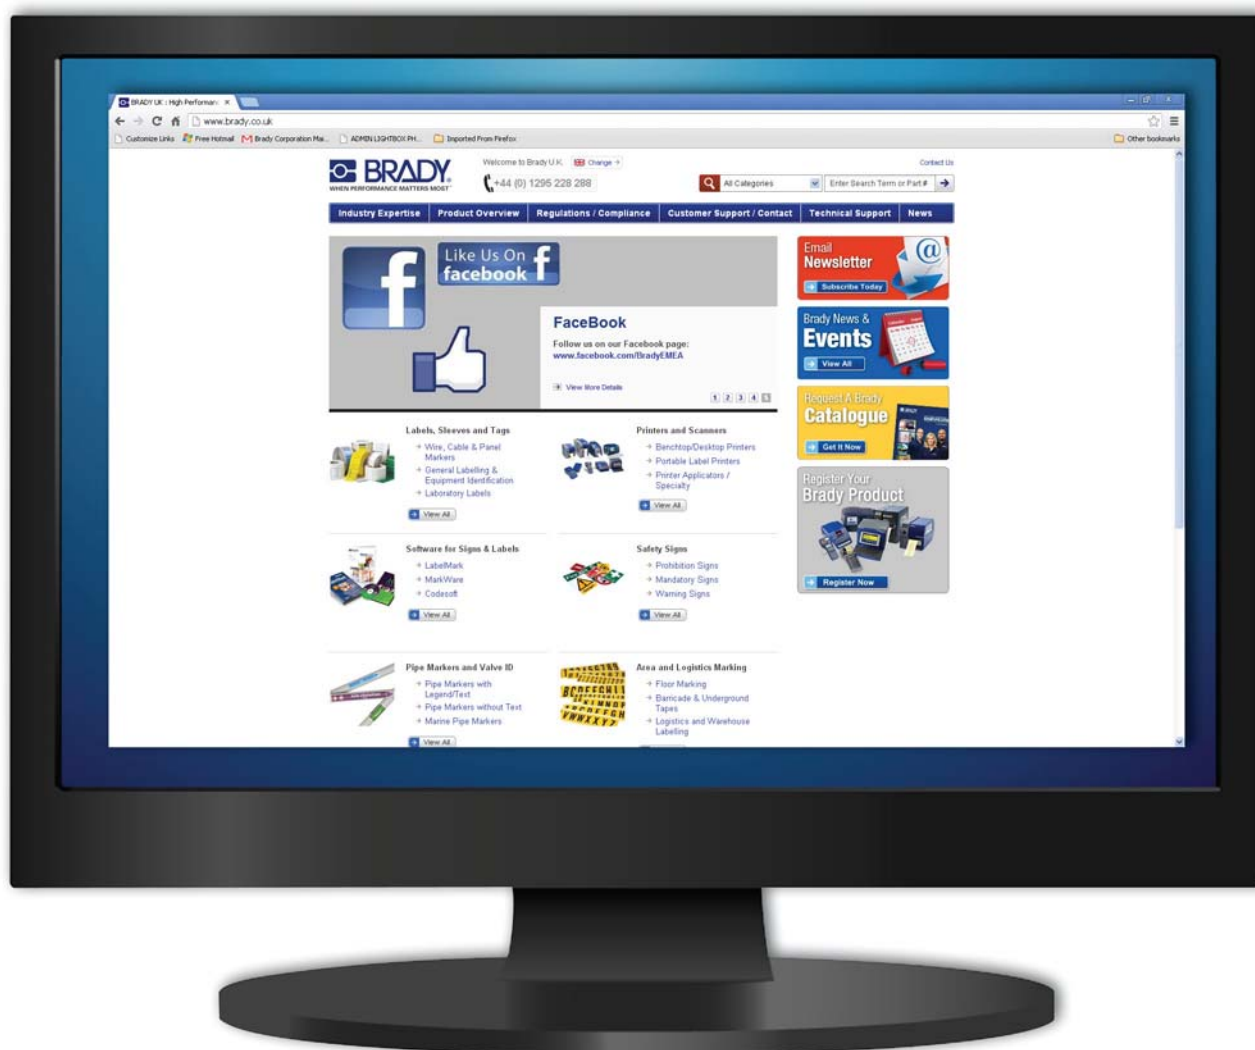 BRADY UK : High Performanc
www.brady.co.uk
Customize Links Free Hotmail Brady Corporation Mai... ADMIN LIGHTBOX PH... Imported From Firefox Other bookmarks
BRADY.
WHEN PERFORMANCE MATTERS MOST
Welcome to Brady U.K. Change
Contact Us
+44 (0) 1295 228 288
All Categories
Enter Search Term or Part #
Industry Expertise Product Overview Regulations / Compliance Customer Support / Contact Technical Support News
Like Us On
facebook
FaceBook
Follow us on our Facebook page:
www.facebook.com/BradyEMEA
View More Details
1 2 3 4 5
Email
Newsletter
Subscribe Today
Brady News &
Events
View All
Request A Brady
Catalogue
Get It Now
Register Your
Brady Product
Register Now
Labels, Sleeves and Tags
Wire, Cable & Panel
Markers
General Labelling &
Equipment Identification
Laboratory Labels
View All
Printers and Scanners
Benchtop/Desktop Printers
Portable Label Printers
Printer Applicators /
Specialty
View All
Software for Signs & Labels
LabelMark
MarkWare
Codesoft
View All
Safety Signs
Prohibition Signs
Mandatory Signs
Warning Signs
View All
Pipe Markers and Valve ID
Pipe Markers with
Legend/Text
Pipe Markers without Text
Marine Pipe Markers
View All
Area and Logistics Marking
Floor Marking
Barricade & Underground
Tapes
Logistics and Warehouse
Labelling